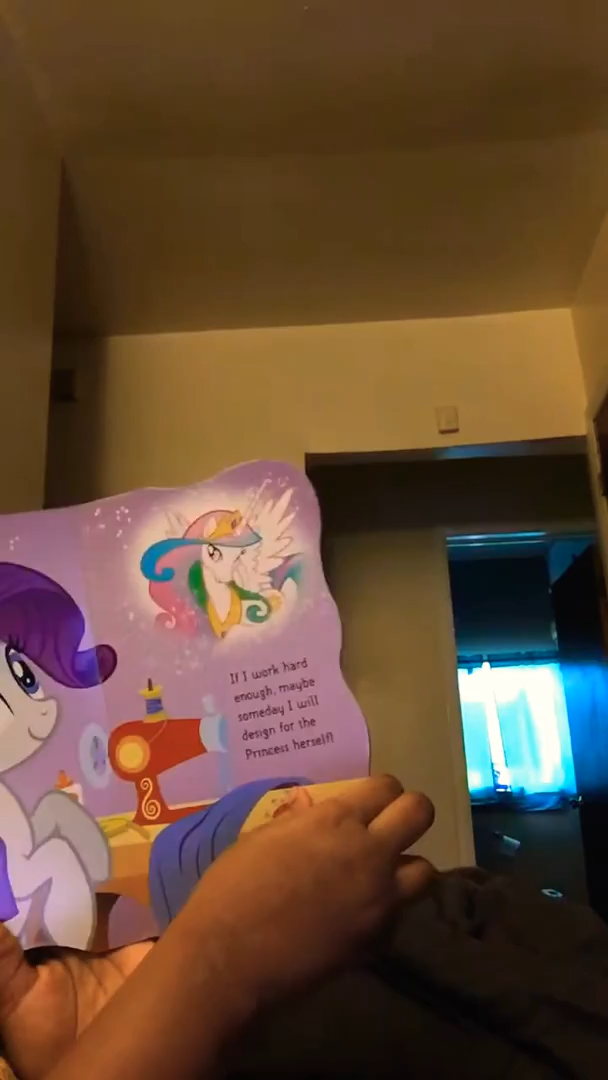 If I work hard
enough, maybe
someday I will
design for the
Princess herself!